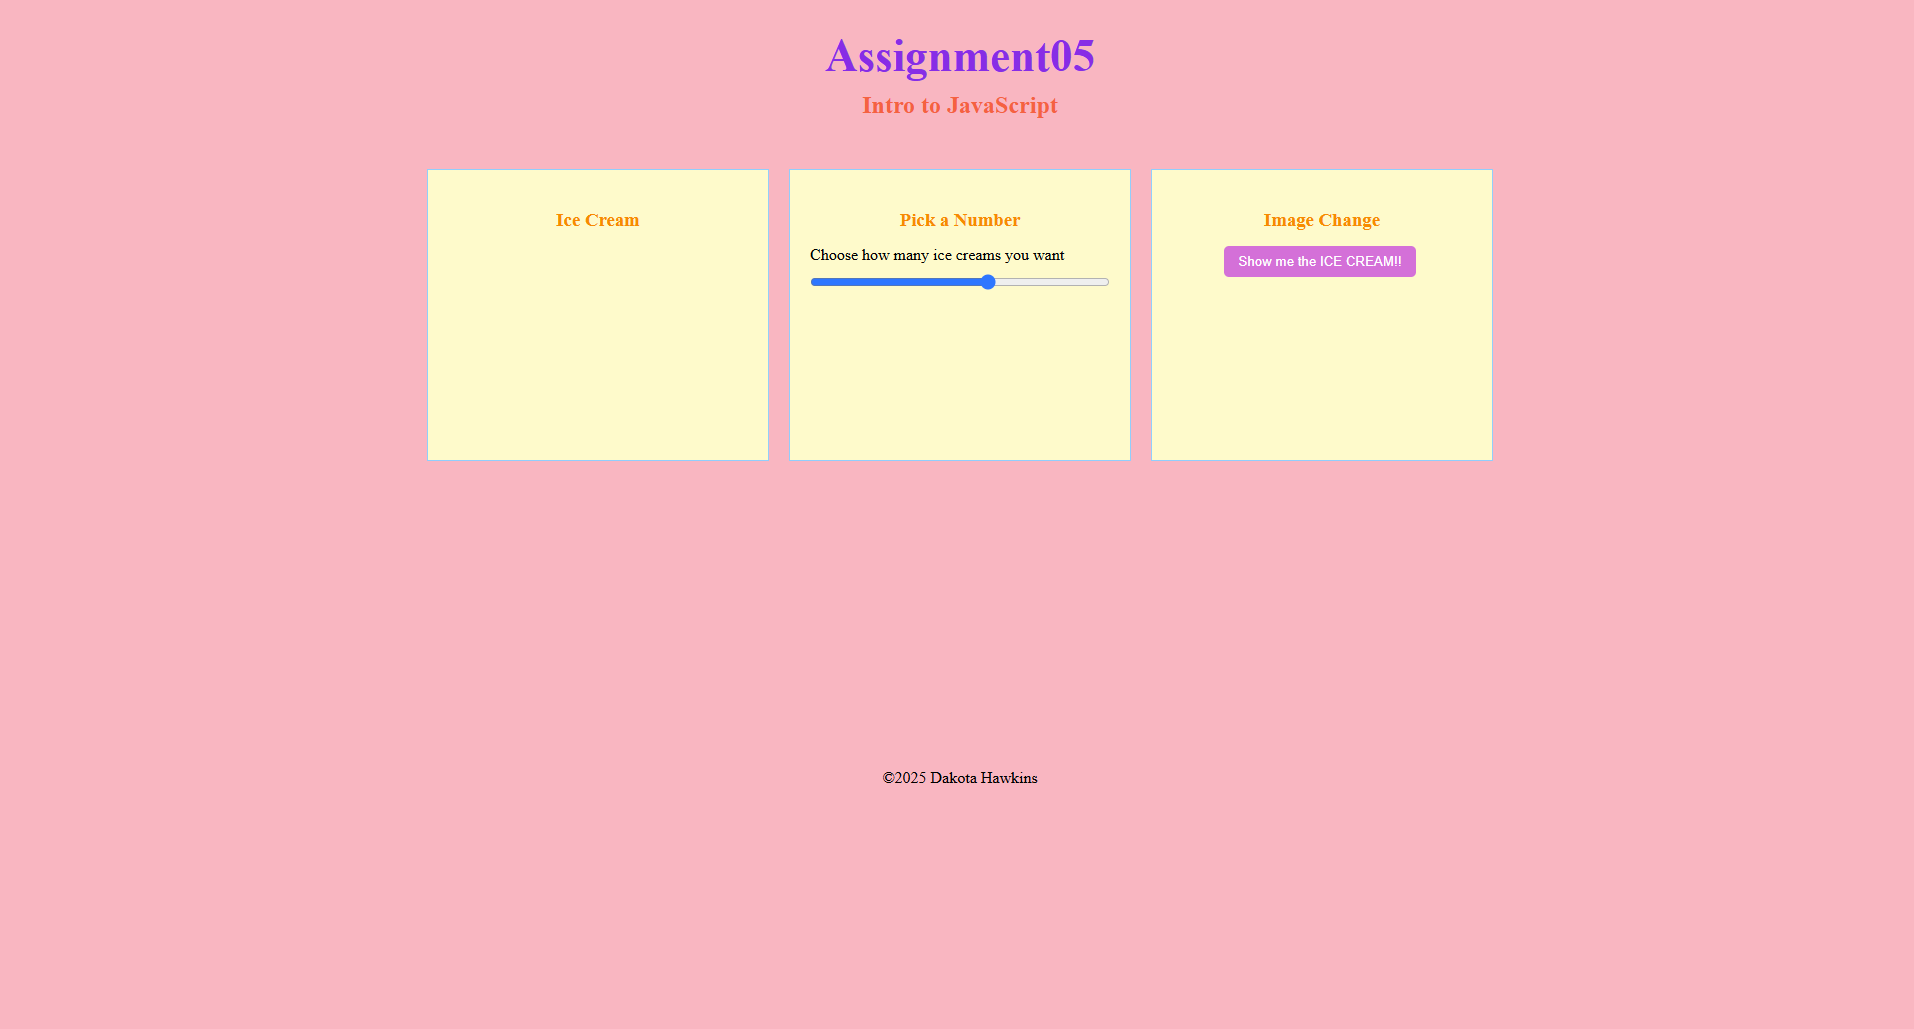 Assignment05
Intro to JavaScript
Ice Cream
Pick a Number
Choose how many ice creams you want
Image Change
Show me the ICE CREAM!!
©2025 Dakota Hawkins